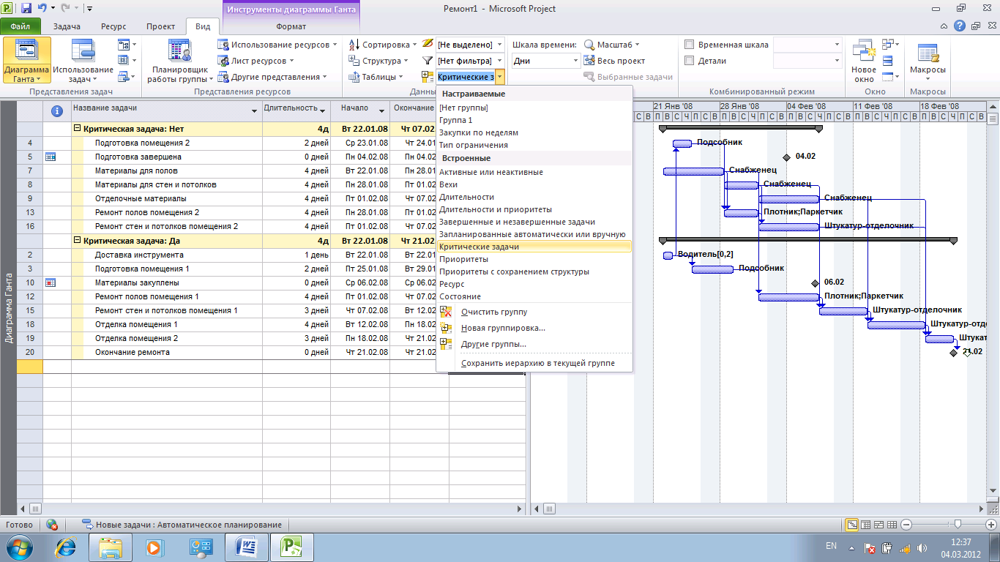 Инструменты диаграммы Ганта
Ремонт1 - Microsoft Project
Файл Задача Ресурс Проект Вид Формат
Диаграмма Ганта
Использование задач
Планировщик работы группы
Использование ресурсов
Лист ресурсов
Другие представления
Сортировка
Структура
Таблицы
[Не выделено]
[Нет фильтра]
Критические з
Шкала времени:
Дни
Масштаб
Весь проект
Выбранные задачи
Временная шкала
Детали
Новое окно
Макросы
Представления задач Представления ресурсов Данны Комбинированный режим Окно Макросы
Название задачи Длительность Начало Окончание
21 Янв '08 28 Янв '08 04 Фев '08 11 Фев '08 18 Фев '08
С В П В С Ч П С В П В С Ч П С В П В С Ч П С В П В С Ч П С В П В С Ч П С В
Критическая задача: Нет 4д Вт 22.01.08 Чт 07.02
4 Подготовка помещения 2 2 дней Ср 23.01.08 Чт 24.01
5 Подготовка завершена 0 дней Пн 04.02.08 Пн 04.02
7 Материалы для полов 4 дней Вт 22.01.08 Пн 28.01
8 Материалы для стен и потолков 4 дней Пн 28.01.08 Пт 01.02
9 Отделочные материалы 4 дней Пт 01.02.08 Чт 07.02
13 Ремонт полов помещения 2 4 дней Пн 28.01.08 Пт 01.02
16 Ремонт стен и потолков помещения 2 4 дней Пт 01.02.08 Чт 07.02
Критическая задача: Да 4д Вт 22.01.08 Чт 21.02
2 Доставка инструмента 1 день Вт 22.01.08 Вт 22.01
3 Подготовка помещения 1 2 дней Пт 25.01.08 Вт 29.01
10 Материалы закуплены 0 дней Ср 06.02.08 Ср 06.02
12 Ремонт полов помещения 1 4 дней Пт 01.02.08 Чт 07.02
15 Ремонт стен и потолков помещения 1 3 дней Чт 07.02.08 Вт 12.02
18 Отделка помещения 1 4 дней Вт 12.02.08 Пн 18.02
19 Отделка помещения 2 3 дней Пн 18.02.08 Чт 21.02
20 Окончание ремонта 0 дней Чт 21.02.08 Чт 21.02
Настраиваемые
[Нет группы]
Группа 1
Закупки по неделям
Тип ограничения
Встроенные
Активные или неактивные
Вехи
Длительности
Длительности и приоритеты
Завершенные и незавершенные задачи
Запланированные автоматически или вручную
Критические задачи
Приоритеты
Приоритеты с сохранением структуры
Ресурс
Состояние
Очистить группу
Новая группировка...
Другие группы...
Сохранить иерархию в текущей группе
Подсобник
04.02
Снабженец
Снабженец
Снабженец
Плотник;Паркетчик
Штукатур-отделочник
Водитель[0,2]
Подсобник
06.02
Плотник;Паркетчик
Штукатур-отделочник
Штукатур-отде
Штукат
21.02
Диаграмма Ганта
Готово
Новые задачи : Автоматическое планирование
EN
12:37
04.03.2012